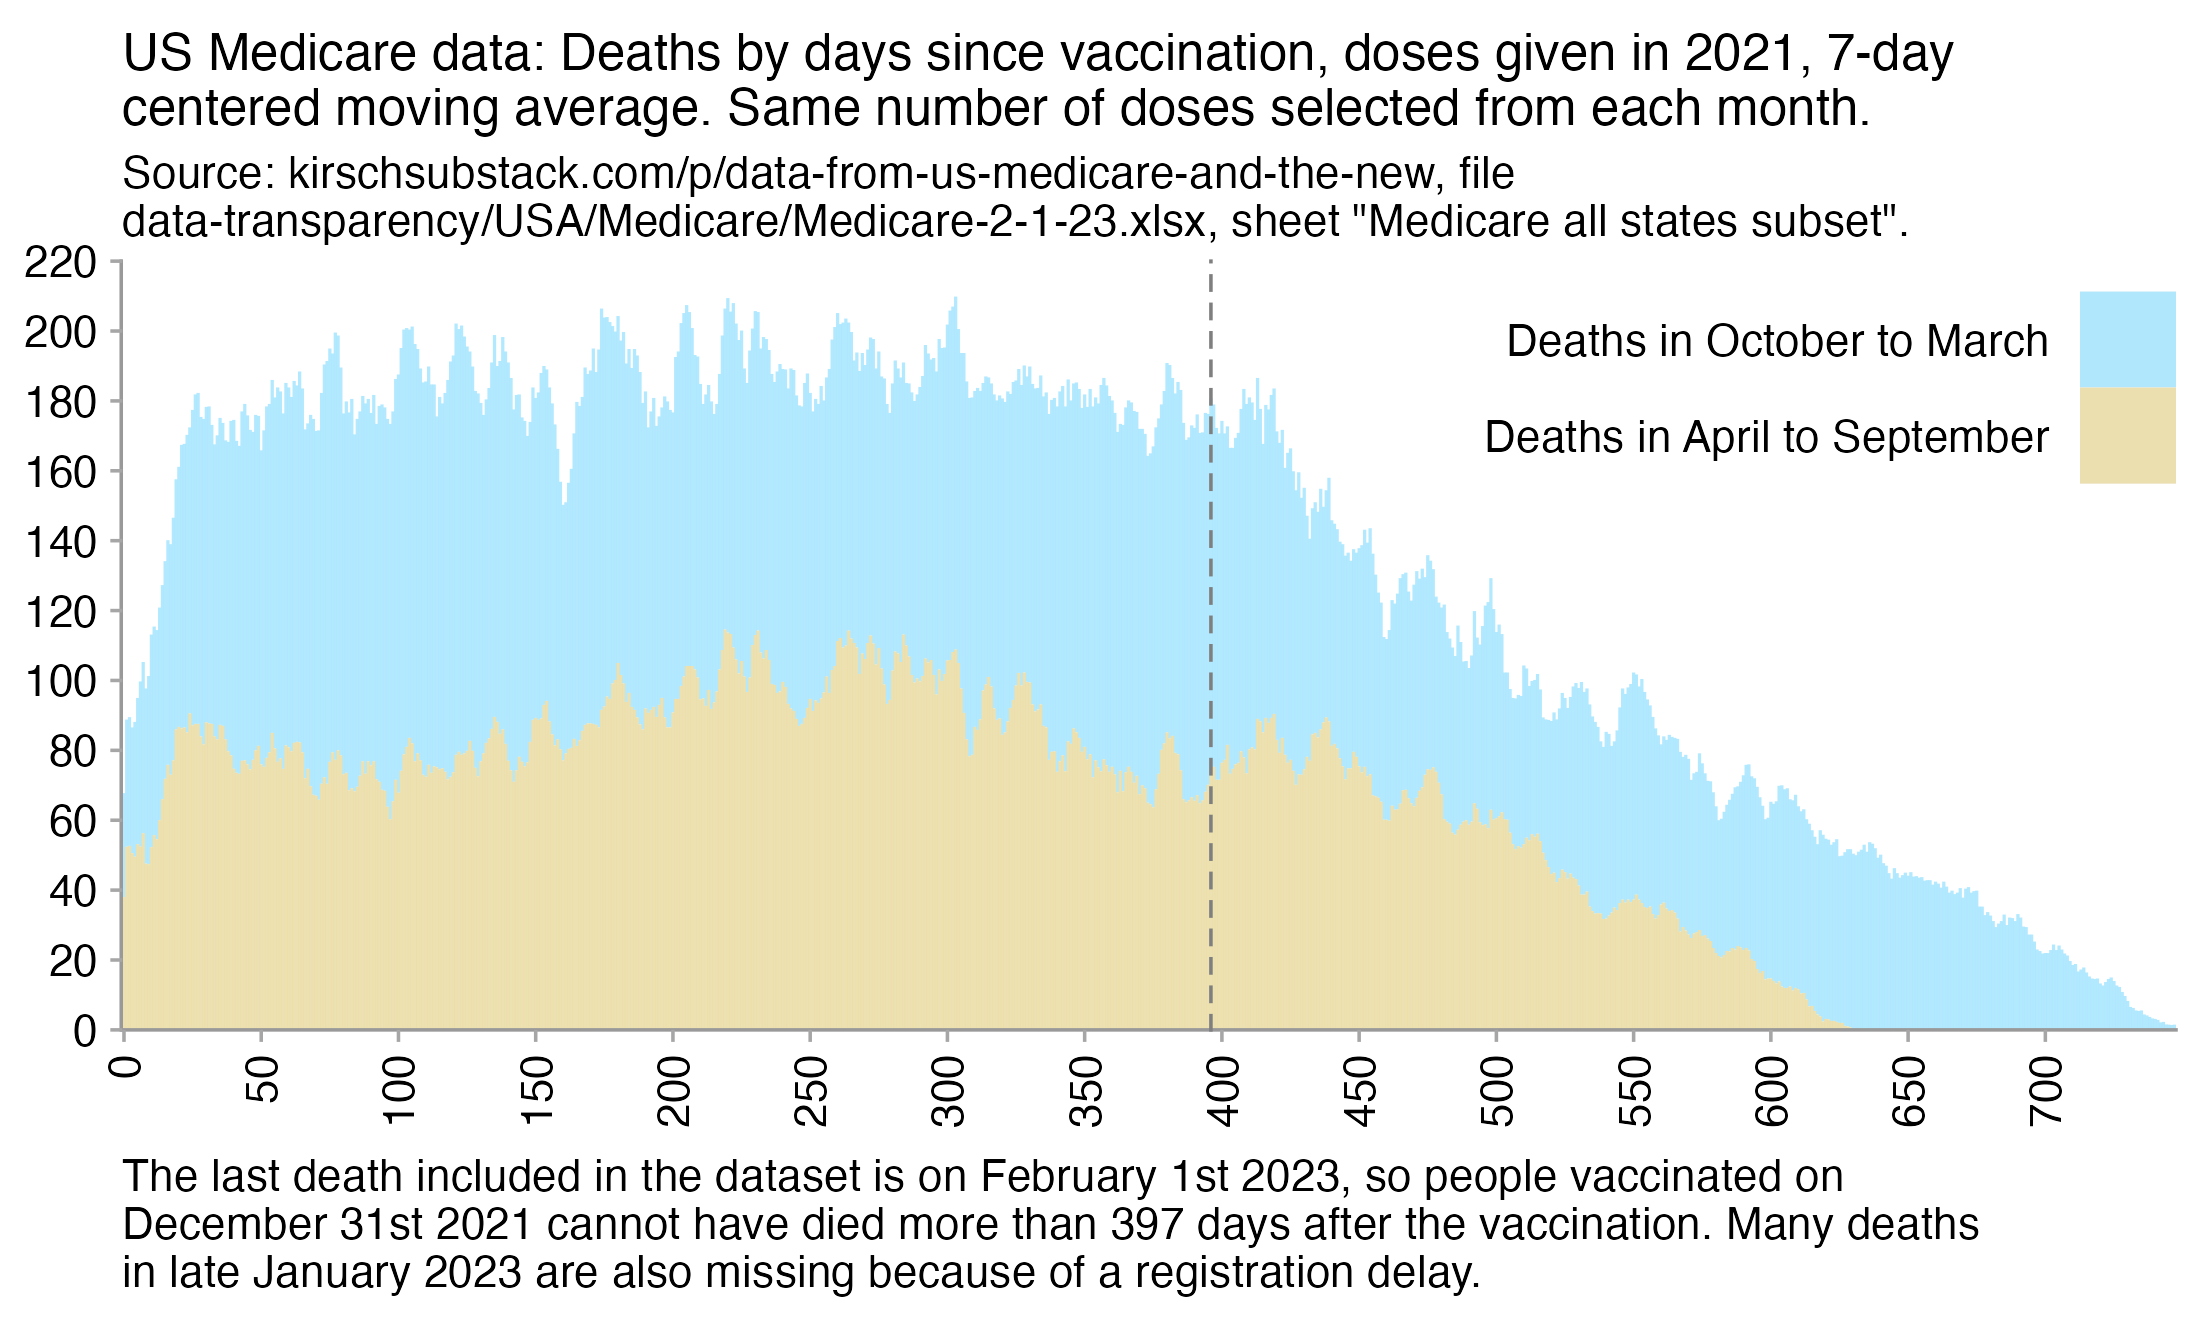 US Medicare data: Deaths by days since vaccination, doses given in 2021, 7-day
centered moving average. Same number of doses selected from each month.
Source: kirschsubstack.com/p/data-from-us-medicare-and-the-new, file
data-transparency/USA/Medicare/Medicare-2-1-23.xlsx, sheet "Medicare all states subset".
220
200
180
160
140
120
100
80
60
40
20
0
Deaths in October to March
Deaths in April to September
0 50 100 150 200 250 300 350 400 450 500 550 600 650 700
The last death included in the dataset is on February 1st 2023, so people vaccinated on
December 31st 2021 cannot have died more than 397 days after the vaccination. Many deaths
in late January 2023 are also missing because of a registration delay.